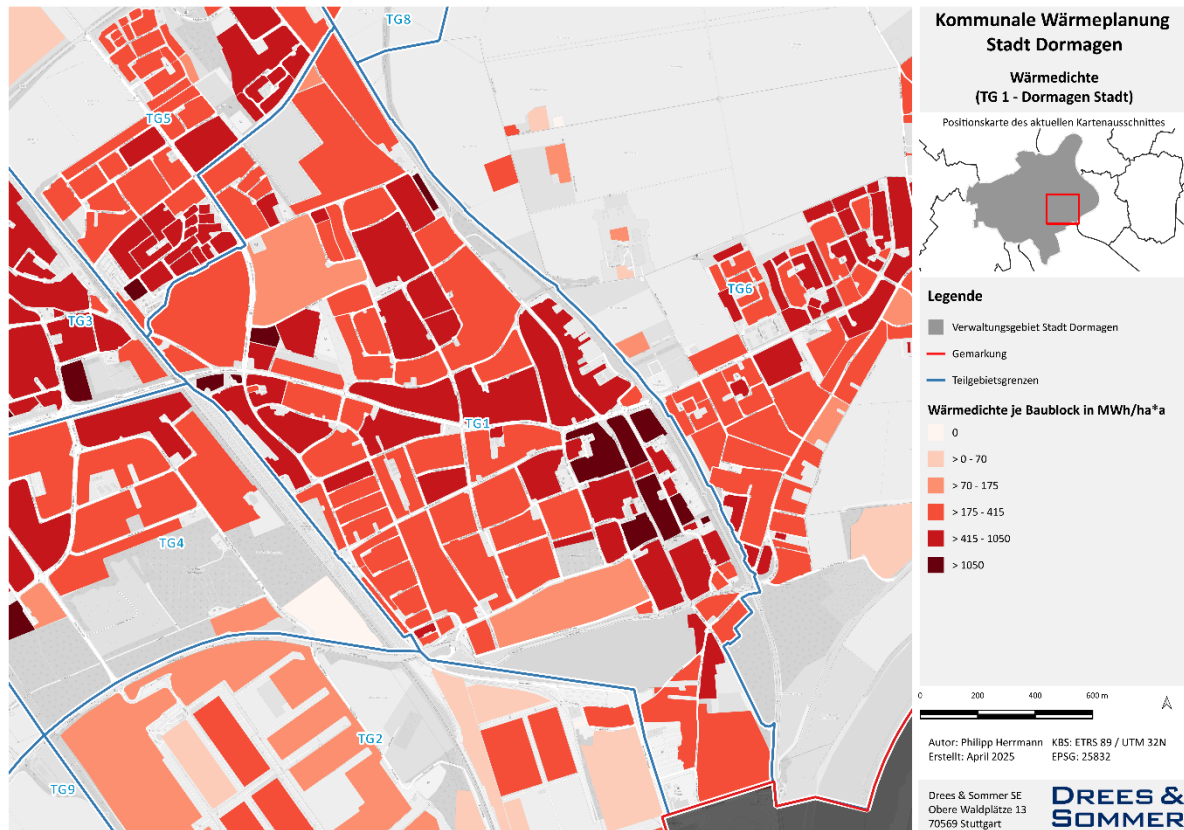 TG8
TG5
TG3
TG6
TG1
TG4
TG2
TG9
Kommunale Wärmeplanung
Stadt Dormagen
Wärmedichte
(TG 1 - Dormagen Stadt)
Positionskarte des aktuellen Kartenausschnittes
Legende
Verwaltungsgebiet Stadt Dormagen
Gemarkung
Teilgebietsgrenzen
Wärmedichte je Baublock in MWh/ha*a
0
> 0 - 70
> 70 - 175
> 175 - 415
> 415 - 1050
> 1050
0 200 400 600 m
Autor: Philipp Herrmann KBS: ETRS 89 / UTM 32N
Erstellt: April 2025 EPSG: 25832
Drees & Sommer SE
Obere Waldplätze 13
70569 Stuttgart
DREES &
SOMMER